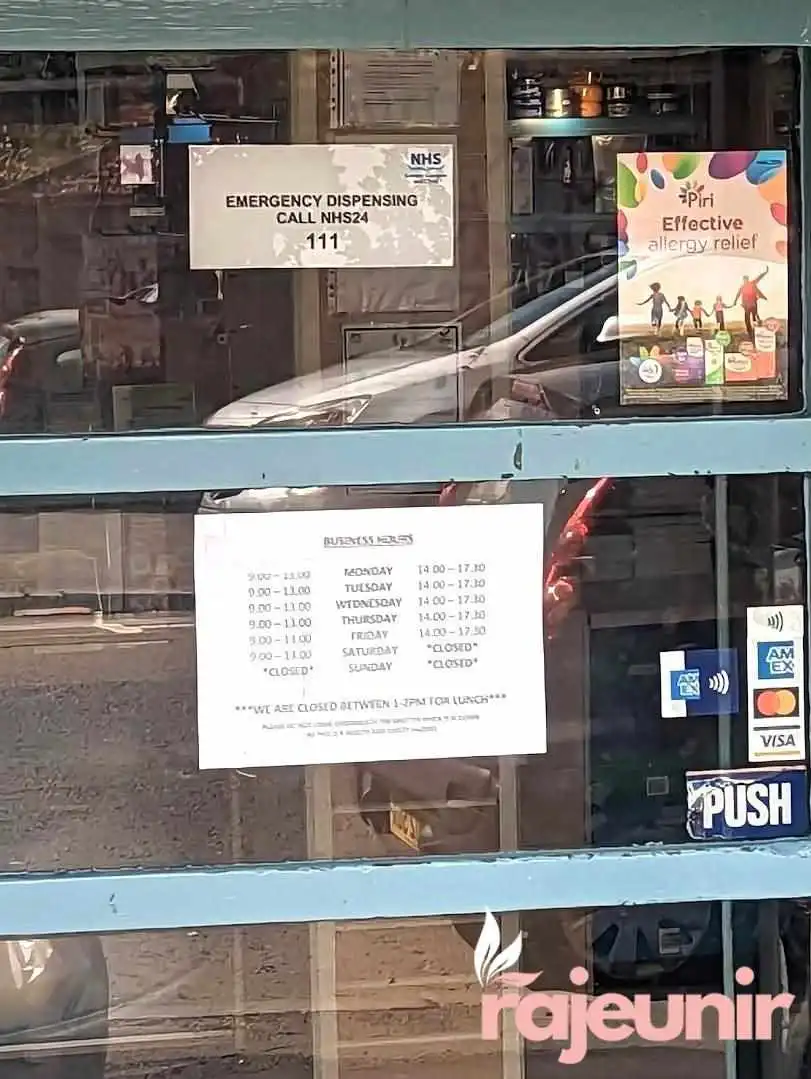 NHS
EMERGENCY DISPENSING
CALL NHS24
111
Piri
Effective
allergy relief
BUSINESS HOURS
9.00 – 13.00 MONDAY 14.00 – 17.30
9.00 – 13.00 TUESDAY 14.00 – 17.30
9.00 – 13.00 WEDNESDAY 14.00 – 17.30
9.00 – 13.00 THURSDAY 14.00 – 17.30
9.00 – 13.00 FRIDAY 14.00 – 17.30
9.00 – 13.00 SATURDAY *CLOSED*
*CLOSED* SUNDAY *CLOSED*
***WE ARE CLOSED BETWEEN 1-2PM FOR LUNCH***
AM
EX
AM
EX
VISA
PUSH
rajeunir